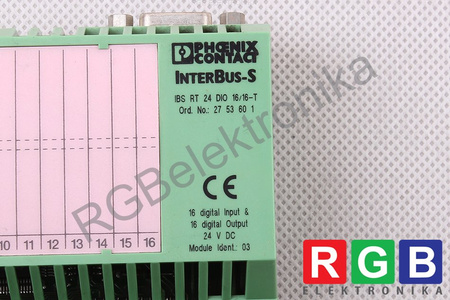 PHŒNIX
CONTACT
INTERBUS-S
IBS RT 24 DIO 16/16-T
Ord. No.: 27 53 60 1
RGBelektronika
CE
16 digital Input &
16 digital Output
24 V DC
Module Ident.: 03
10 11 12 13 14 15 16
RGB
ELEKTRONIKA